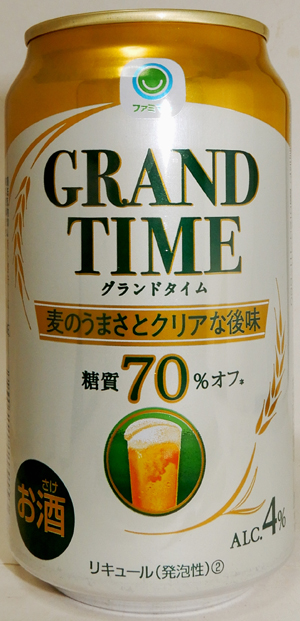 ファミ
GRAND
TIME
グランドタイム
麦のうまさとクリアな後味
糖質70%オフ*
さけ
お酒
ALC.4%
リキュール(発泡性)②